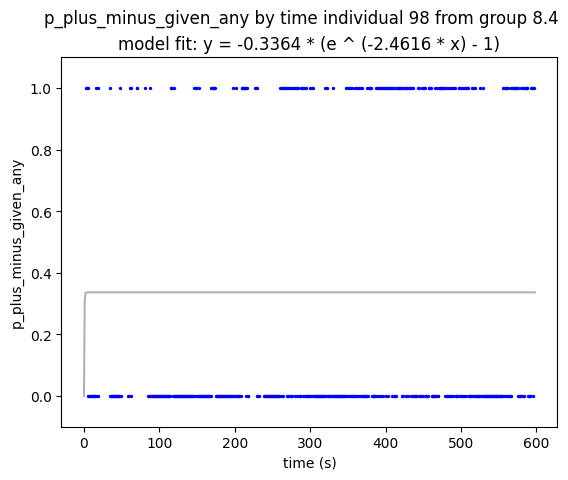 p_plus_minus_given_any by time individual 98 from group 8.4
model fit: y = -0.3364 * (e ^ (-2.4616 * x) - 1)
p_plus_minus_given_any
1.0
0.8
0.6
0.4
0.2
0.0
0 100 200 300 400 500 600
time (s)